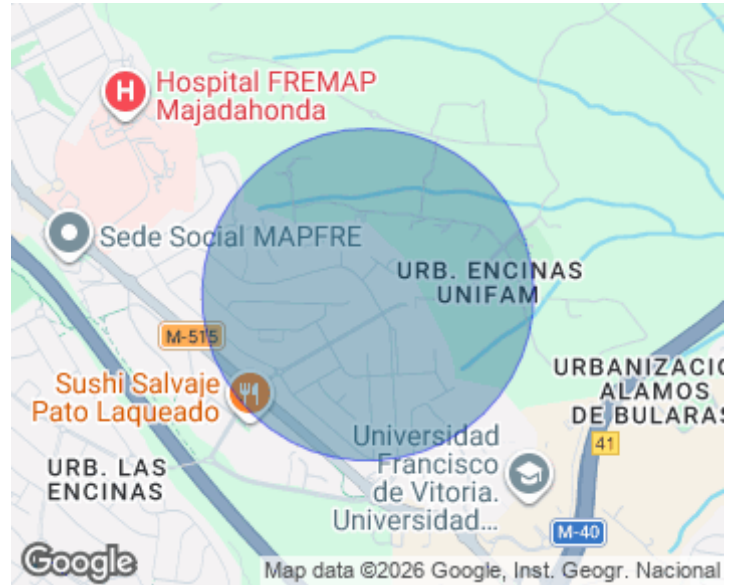 H
Hospital FREMAP
Majadahonda
Sede Social MAPFRE
URB. ENCINAS
UNIFAM
M-515
Sushi Salvaje
Pato Laqueado
URBANIZACIO
ALAMOS
DE BULARAS
41
Universidad
Francisco
de Vitoria.
Universidad...
URB. LAS
ENCINAS
M-40
Google
Map data ©2026 Google, Inst. Geogr. Nacional